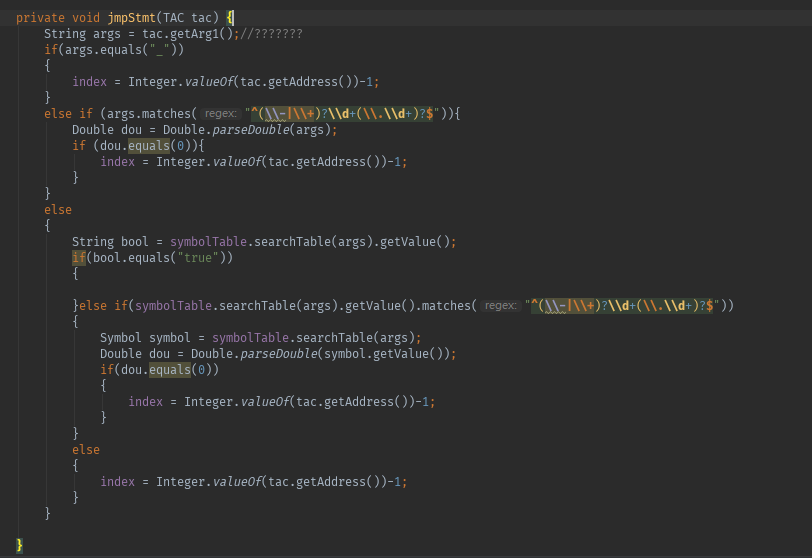 private void jmpStmt(TAC tac) {
    String args = tac.getArg1();//???????
    if(args.equals("_"))
    {
        index = Integer.valueOf(tac.getAddress())-1;
    }
    else if (args.matches( regex: "^(\\-|\\+)?\\d+(\\.\\d+)?$")){
        Double dou = Double.parseDouble(args);
        if (dou.equals(0)){
            index = Integer.valueOf(tac.getAddress())-1;
        }
    }
    else
    {
        String bool = symbolTable.searchTable(args).getValue();
        if(bool.equals("true"))
        {
        }else if(symbolTable.searchTable(args).getValue().matches( regex: "^(\\-|\\+)?\\d+(\\.\\d+)?$"))
        {
            Symbol symbol = symbolTable.searchTable(args);
            Double dou = Double.parseDouble(symbol.getValue());
            if(dou.equals(0))
            {
                index = Integer.valueOf(tac.getAddress())-1;
            }
        }
        else
        {
            index = Integer.valueOf(tac.getAddress())-1;
        }
    }
}